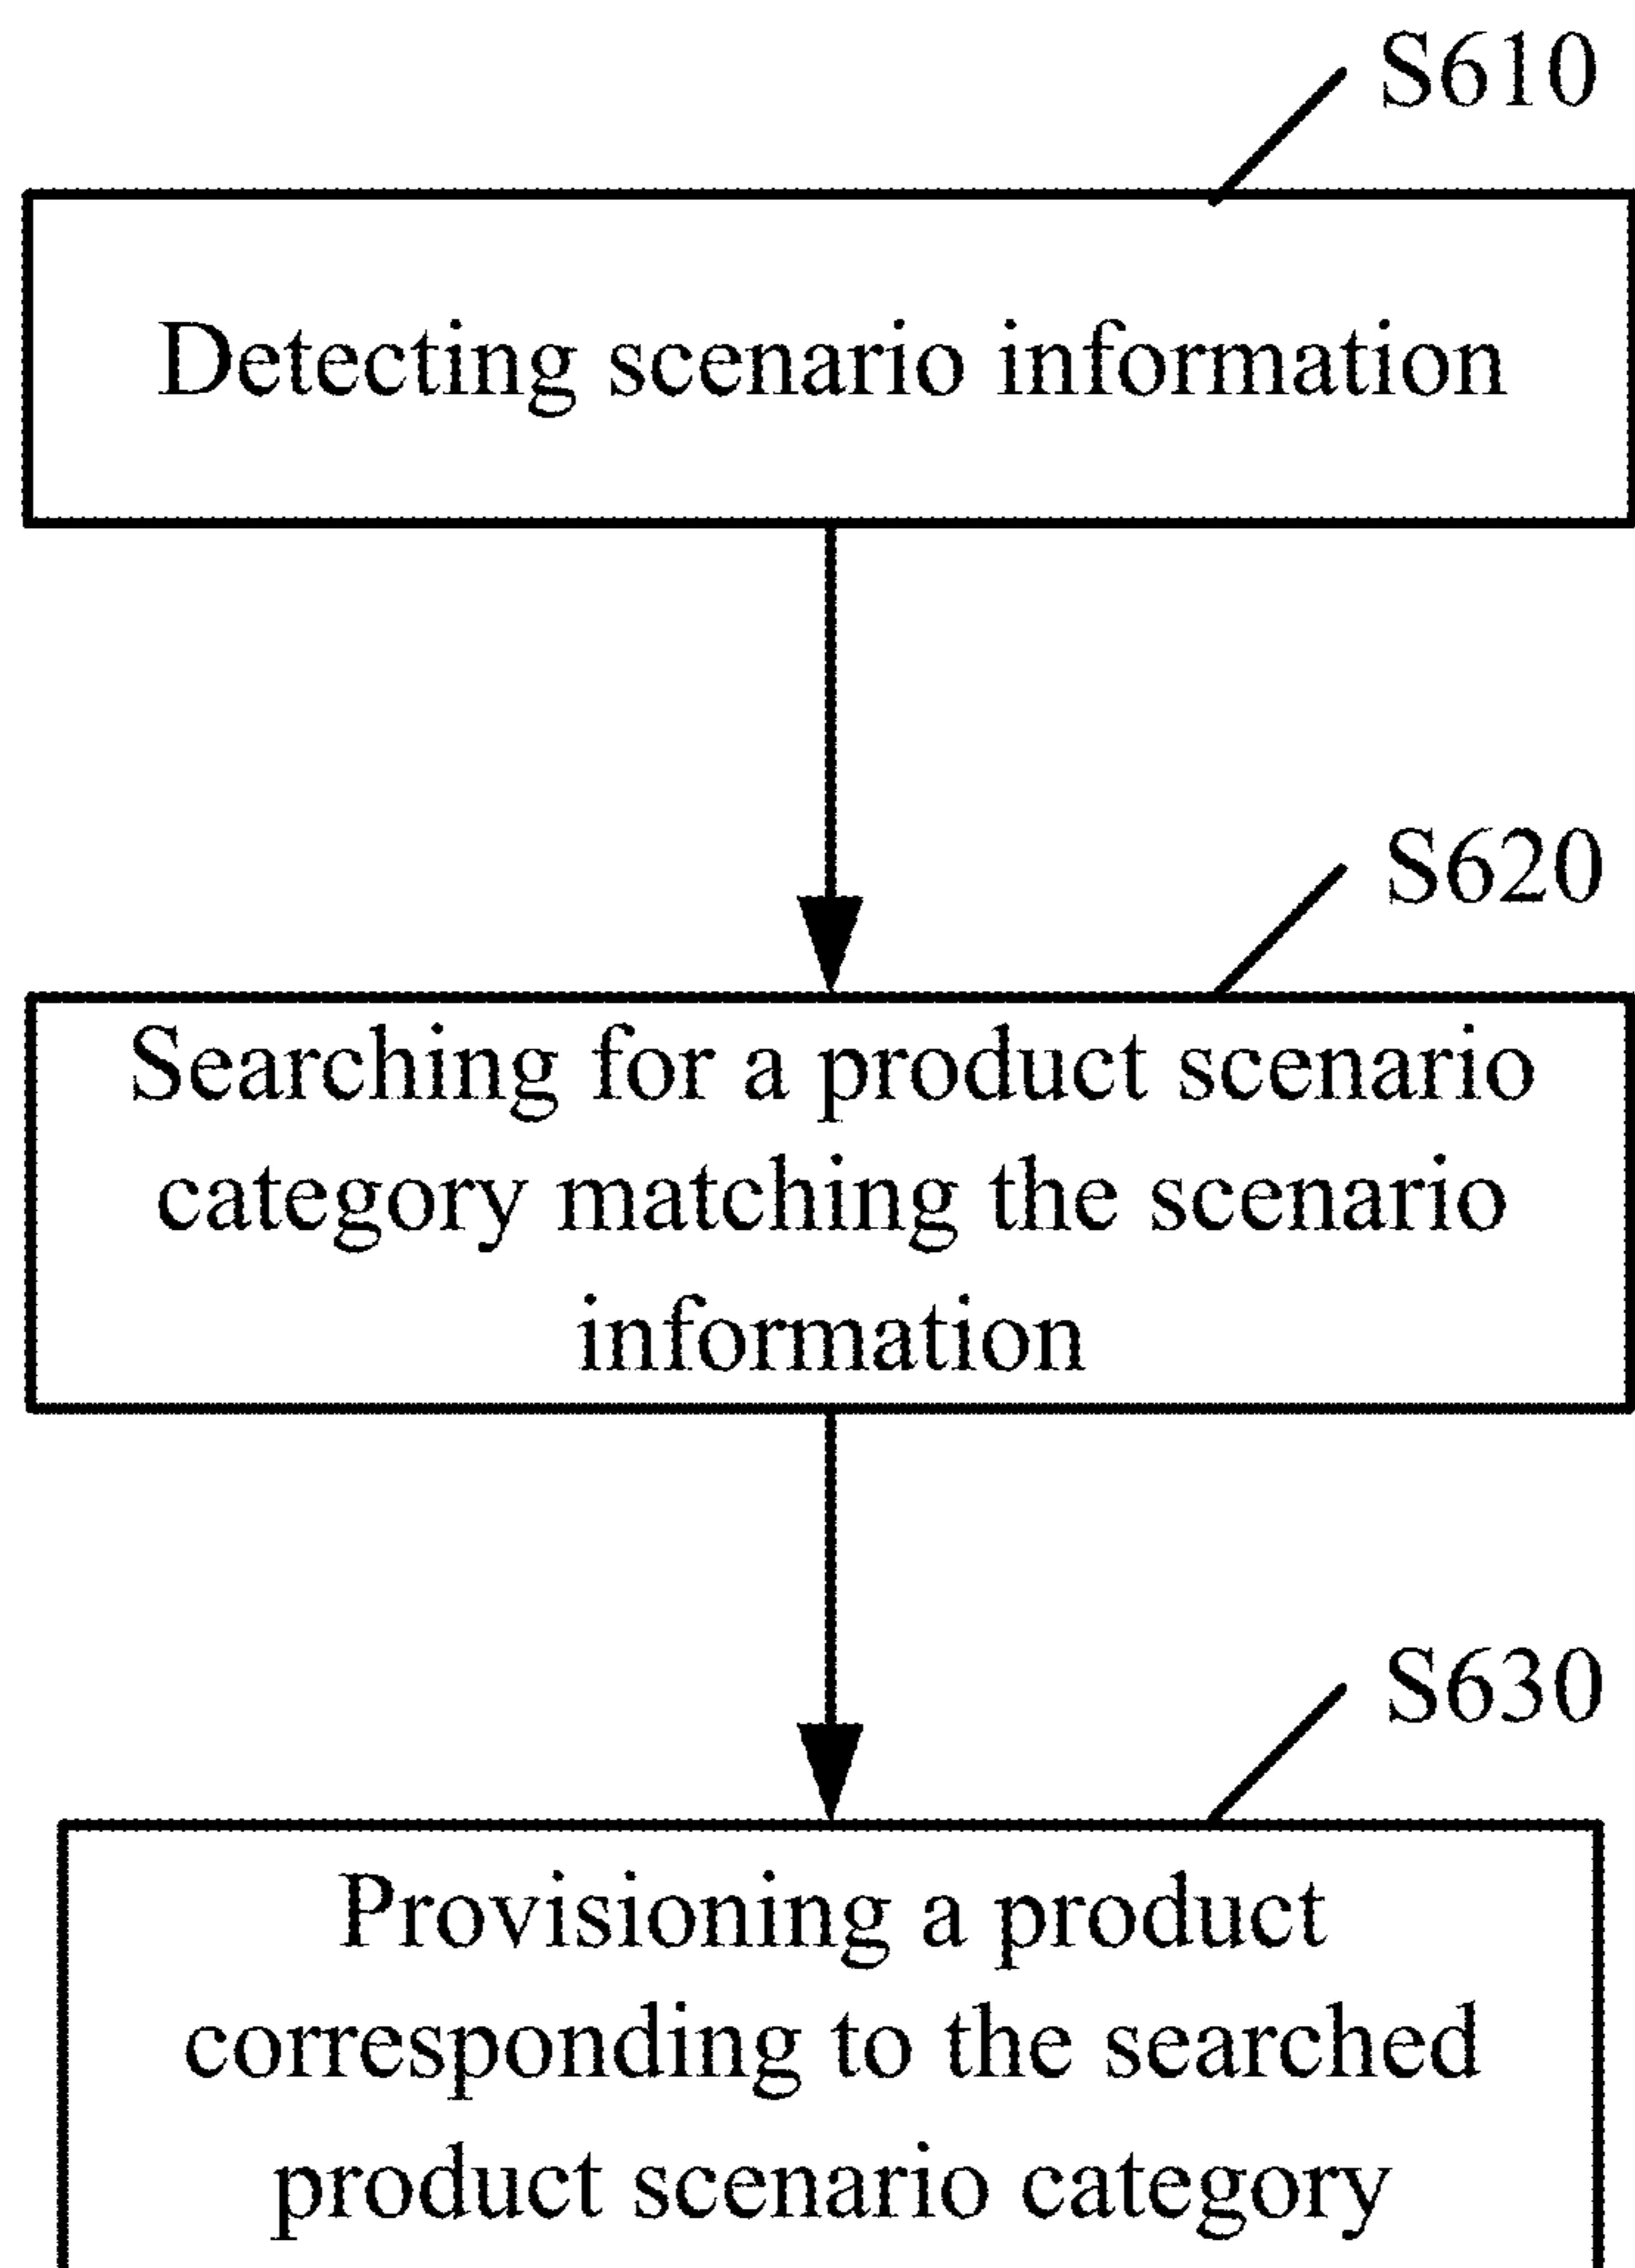 S610
Detecting scenario information
S620
Searching for a product scenario
category matching the scenario
information
S630
Provisioning a product
corresponding to the searched
product scenario category